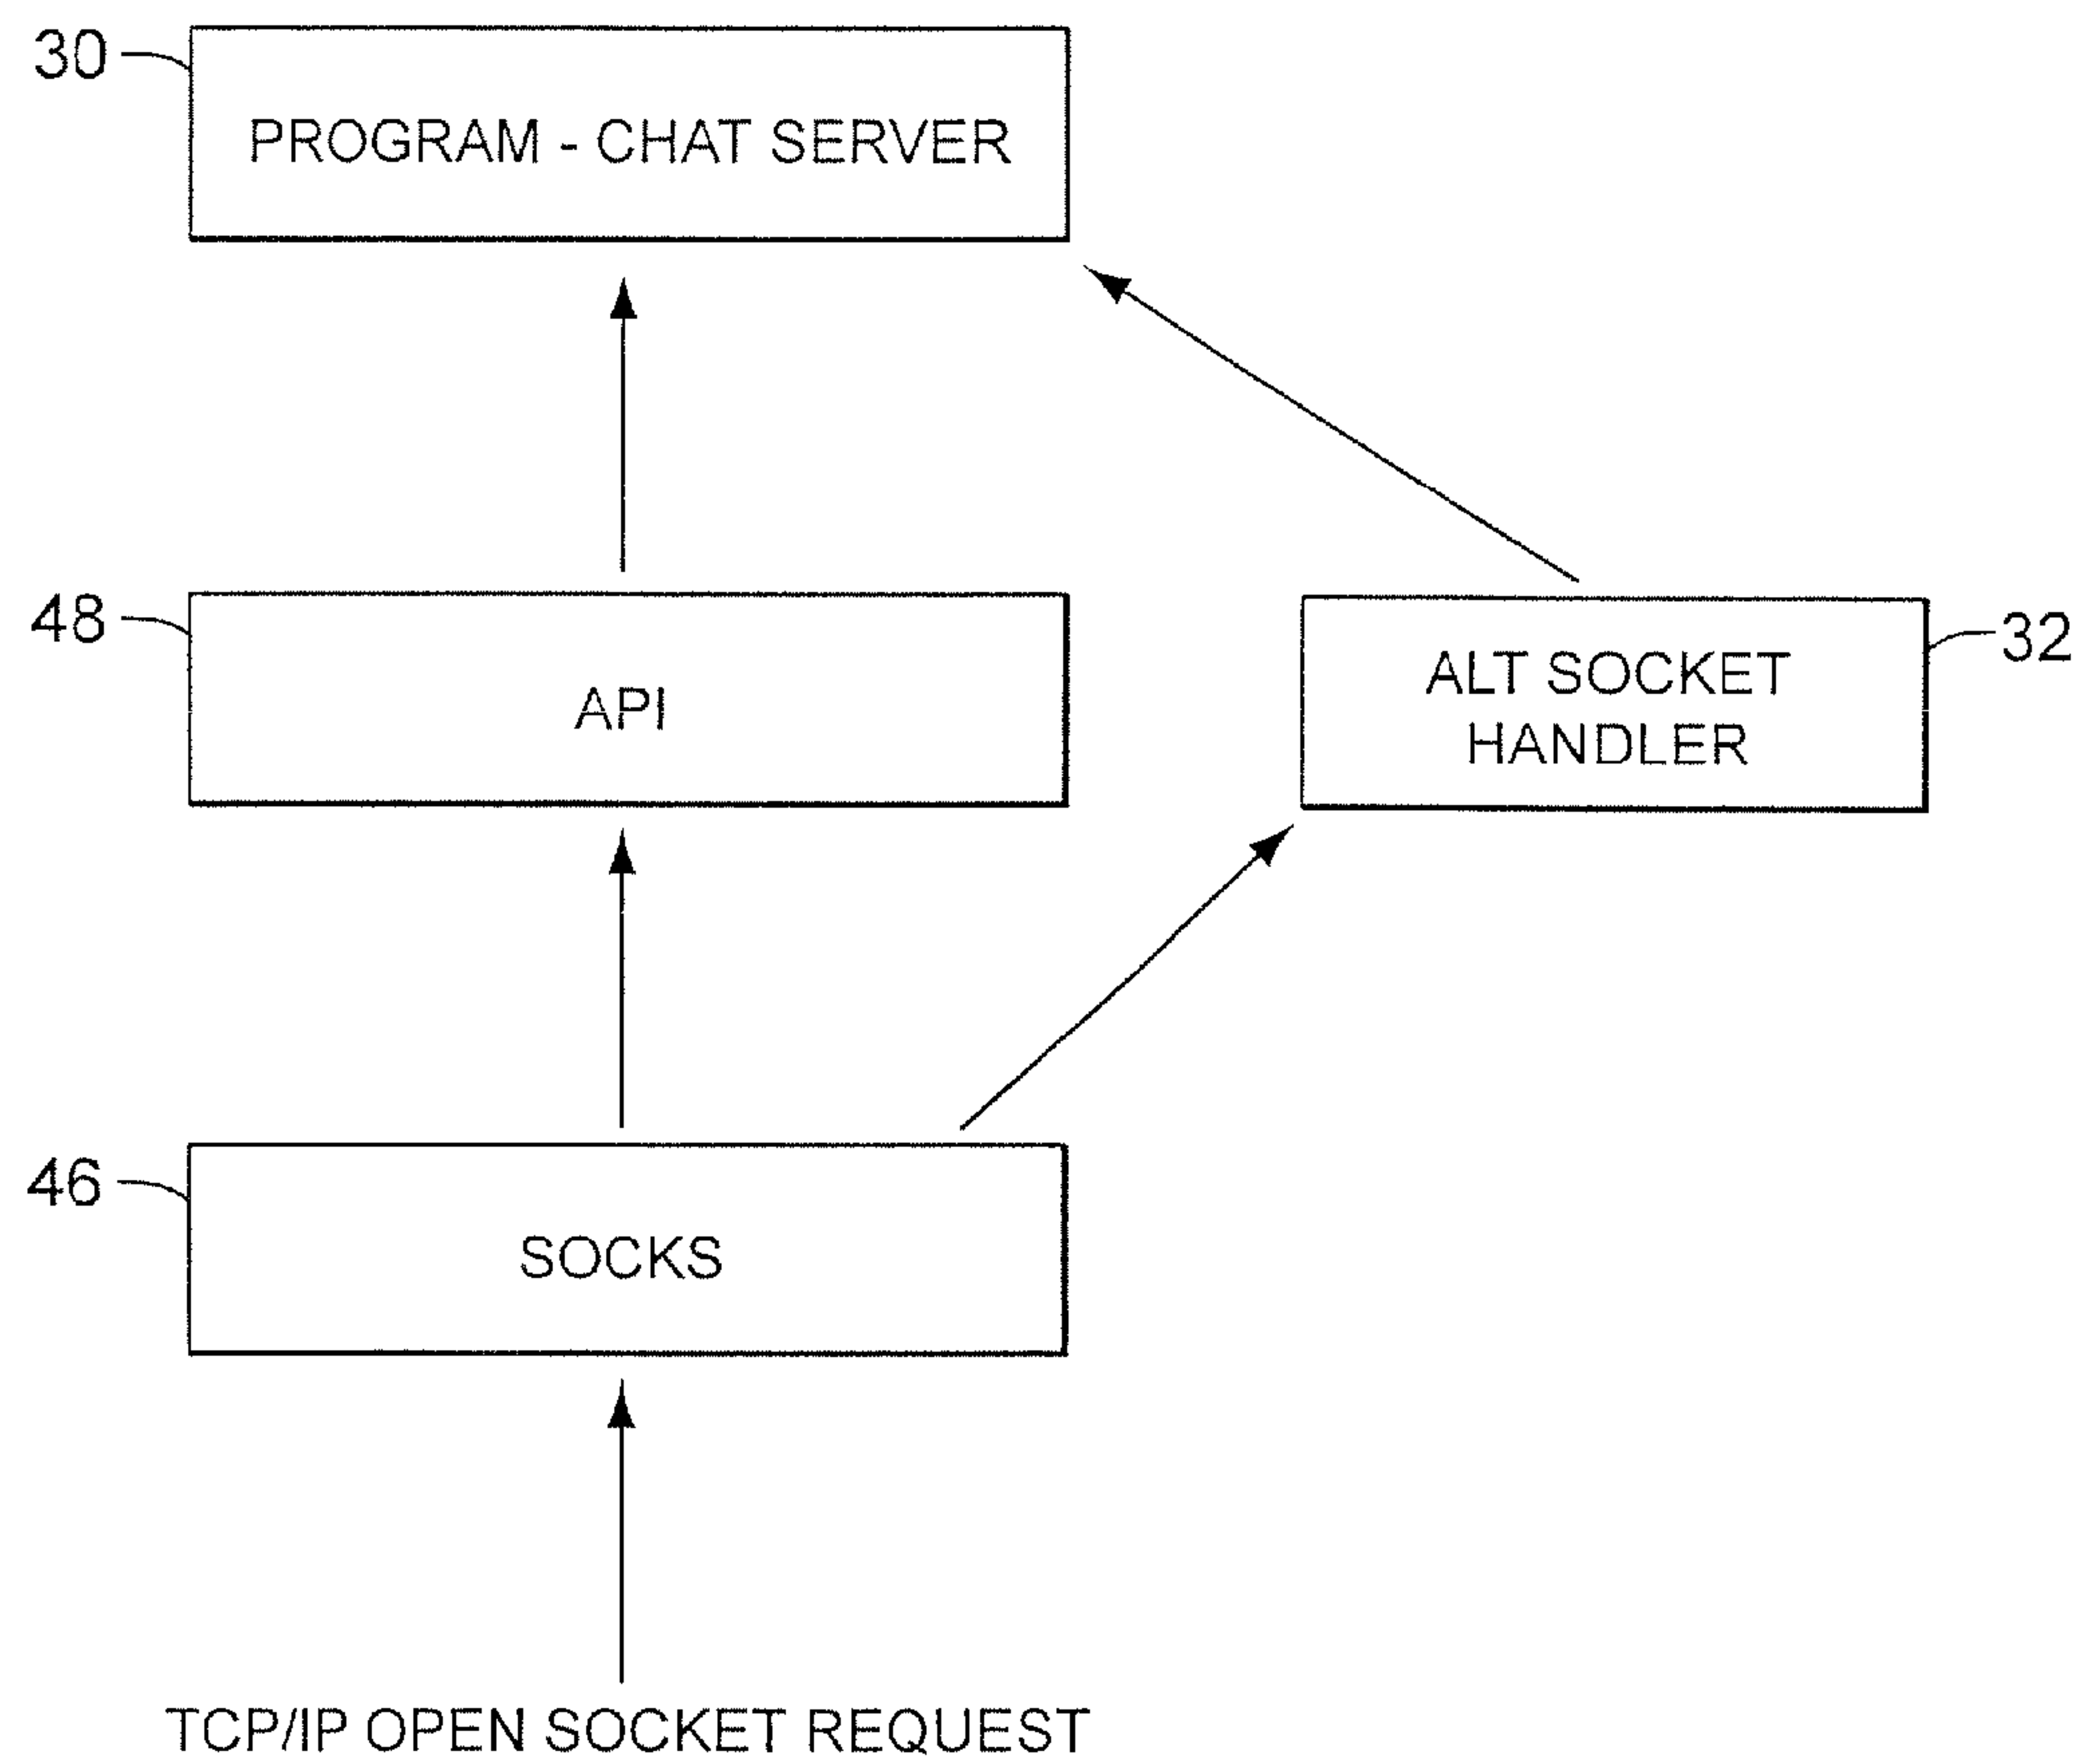 30
PROGRAM - CHAT SERVER
48
API
ALT SOCKET
HANDLER
32
46
SOCKS
TCP/IP OPEN SOCKET REQUEST